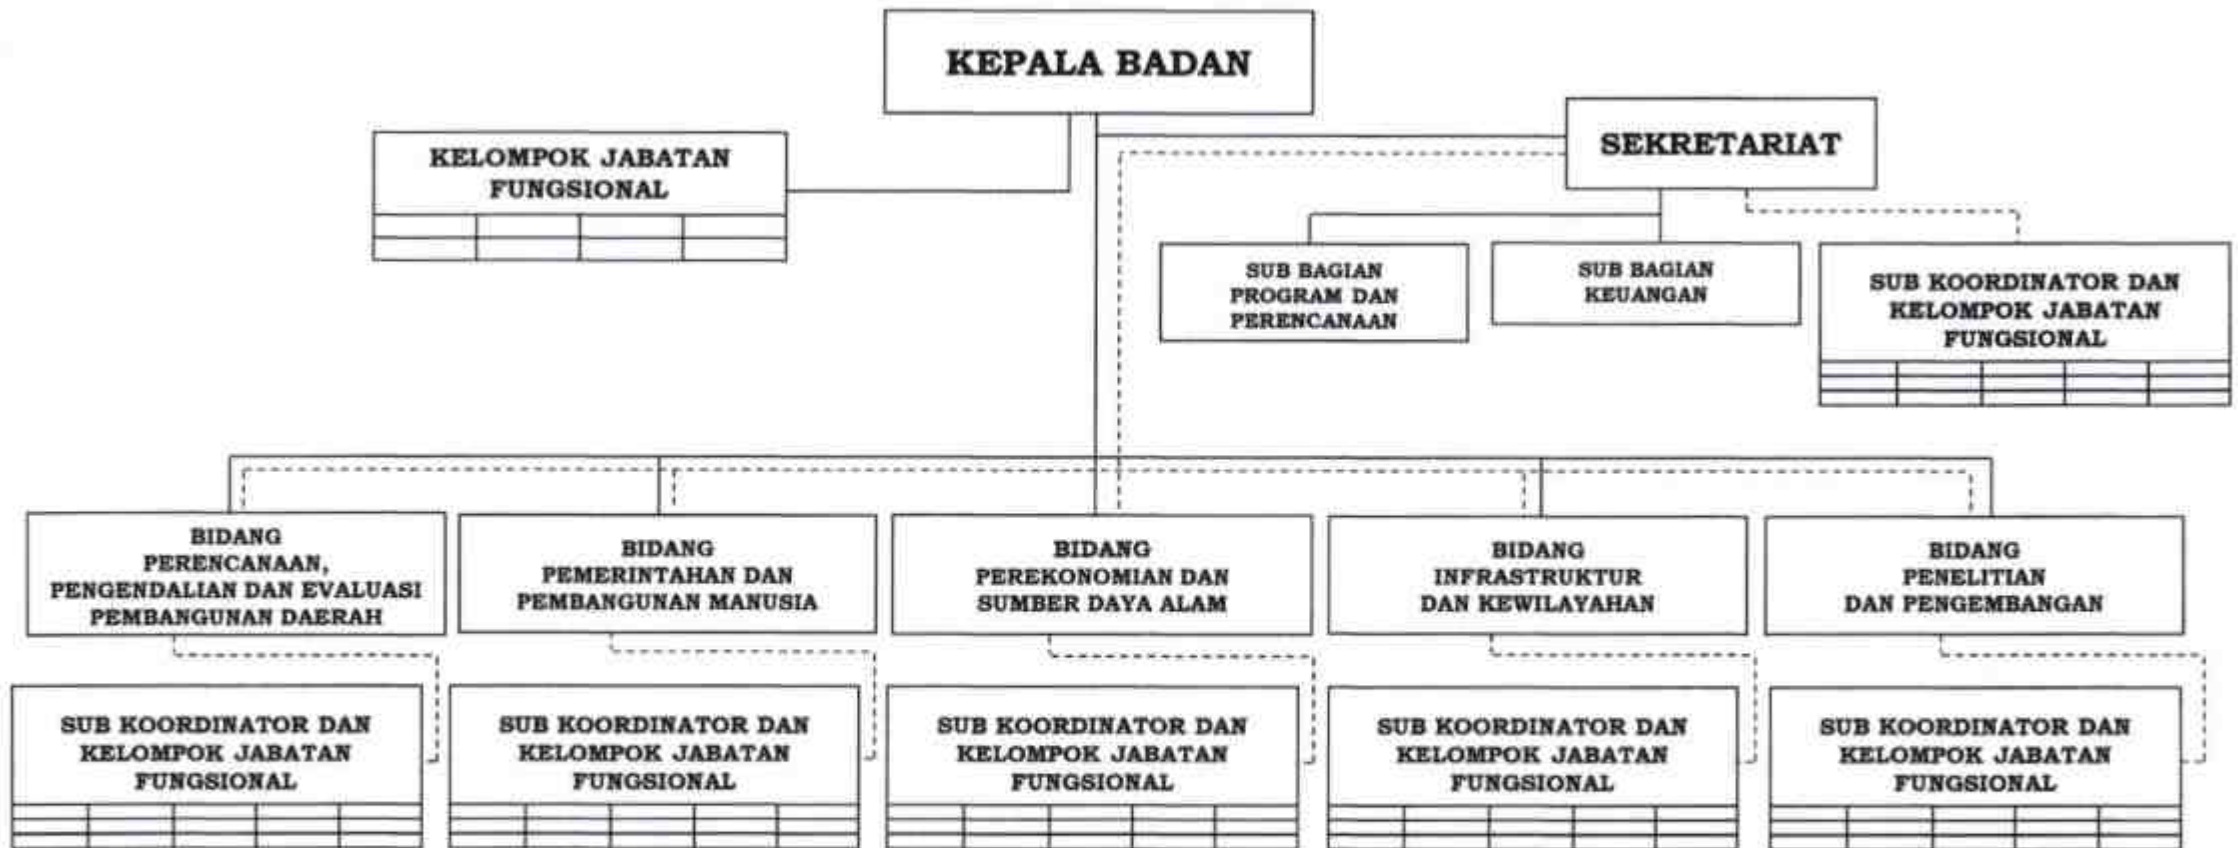 KEPALA BADAN
KELOMPOK JABATAN
FUNGSIONAL
SEKRETARIAT
SUB BAGIAN
PROGRAM DAN
PERENCANAAN
SUB BAGIAN
KEUANGAN
SUB KOORDINATOR DAN
KELOMPOK JABATAN
FUNGSIONAL
BIDANG
PERENCANAAN,
PENGENDALIAN DAN EVALUASI
PEMBANGUNAN DAERAH
BIDANG
PEMERINTAHAN DAN
PEMBANGUNAN MANUSIA
BIDANG
PEREKONOMIAN DAN
SUMBER DAYA ALAM
BIDANG
INFRASTRUKTUR
DAN KEWILAYAHAN
BIDANG
PENELITIAN
DAN PENGEMBANGAN
SUB KOORDINATOR DAN
KELOMPOK JABATAN
FUNGSIONAL
SUB KOORDINATOR DAN
KELOMPOK JABATAN
FUNGSIONAL
SUB KOORDINATOR DAN
KELOMPOK JABATAN
FUNGSIONAL
SUB KOORDINATOR DAN
KELOMPOK JABATAN
FUNGSIONAL
SUB KOORDINATOR DAN
KELOMPOK JABATAN
FUNGSIONAL